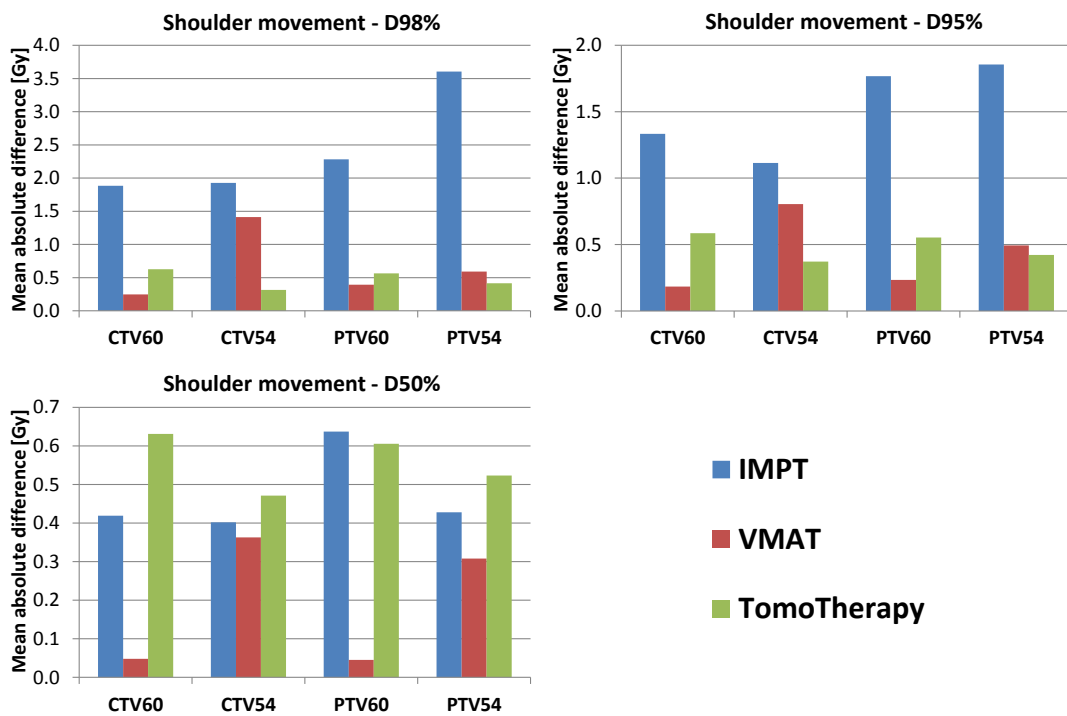 Shoulder movement - D98%
Mean absolute difference [Gy]
4.0
3.5
3.0
2.5
2.0
1.5
1.0
0.5
0.0
CTV60 CTV54 PTV60 PTV54
Shoulder movement - D95%
Mean absolute difference [Gy]
2.0
1.5
1.0
0.5
0.0
CTV60 CTV54 PTV60 PTV54
Shoulder movement - D50%
Mean absolute difference [Gy]
0.7
0.6
0.5
0.4
0.3
0.2
0.1
0.0
CTV60 CTV54 PTV60 PTV54
IMPT
VMAT
TomoTherapy